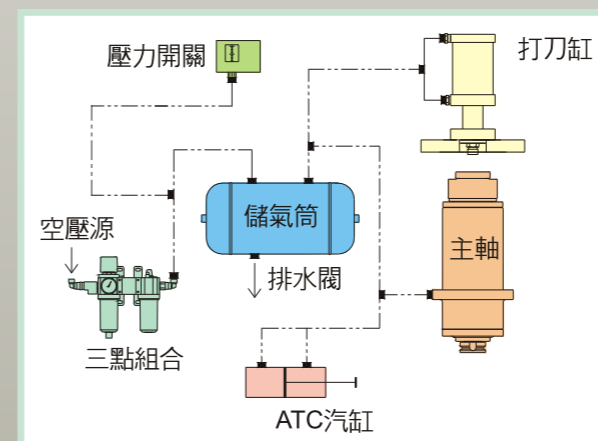 壓力開關
打刀缸
儲氣筒
主軸
空壓源
排水閥
三點組合
ATC汽缸